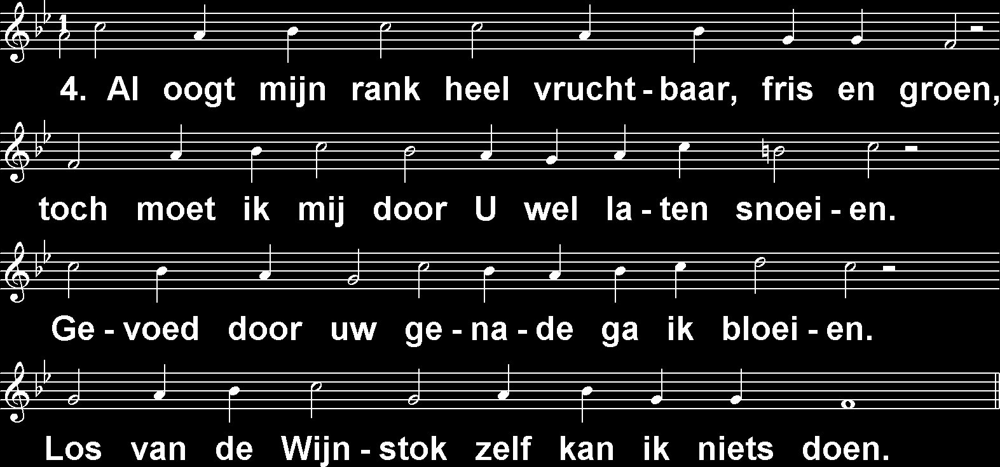 4. Al oogt mijn rank heel vrucht-baar, fris en groen,
toch moet ik mij door U wel la-ten snoei-en.
Ge-voed door uw ge-na-de ga ik bloei-en.
Los van de Wijn-stok zelf kan ik niets doen.